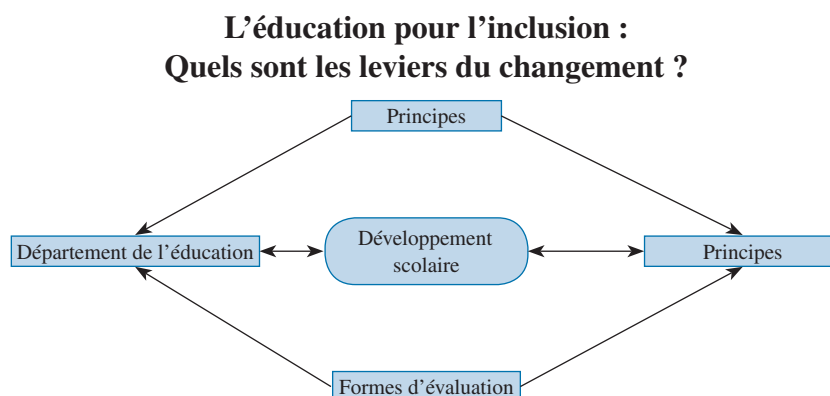 L’éducation pour l’inclusion :
Quels sont les leviers du changement ?
Principes
Département de l’éducation
Développement
scolaire
Principes
Formes d’évaluation